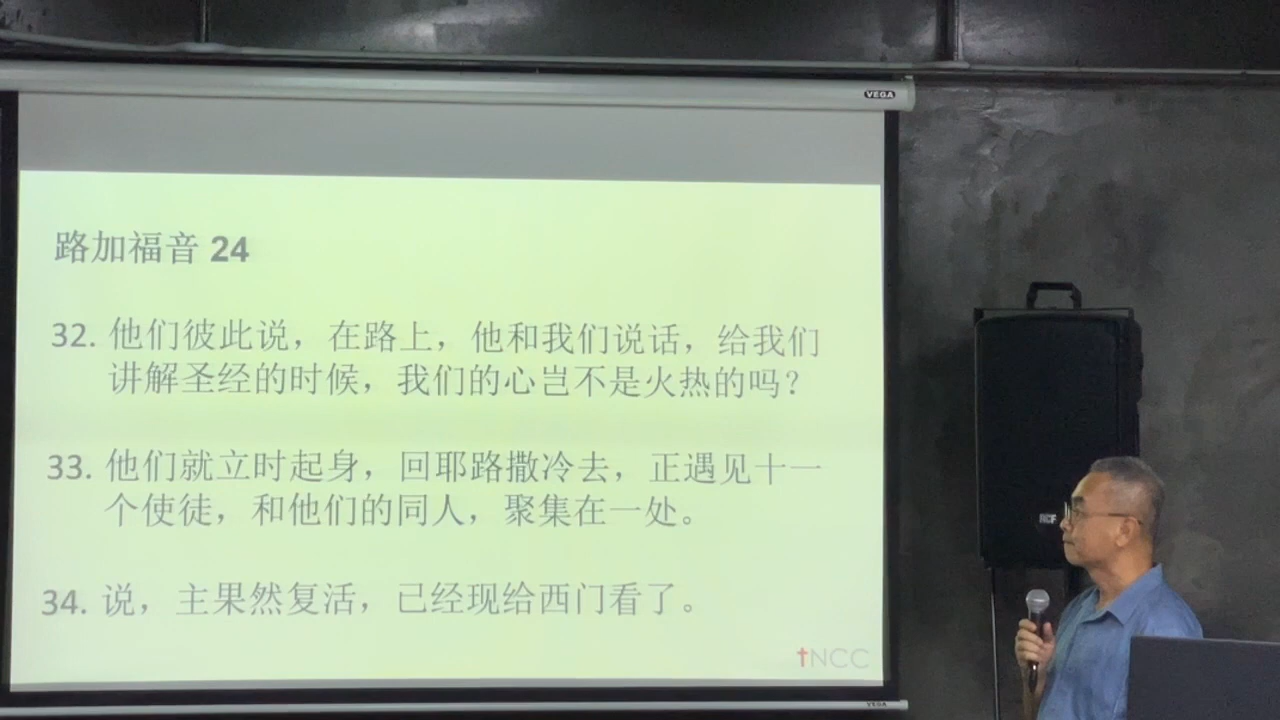 VEGA
路加福音 24
32. 他们彼此说，在路上，他和我们说话，给我们
讲解圣经的时候，我们的心岂不是火热的吗？
33. 他们就立时起身，回耶路撒冷去，正遇见十一
个使徒，和他们的同人，聚集在一处。
34. 说，主果然复活，已经现给西门看了。
NCC
RCF
VEGA